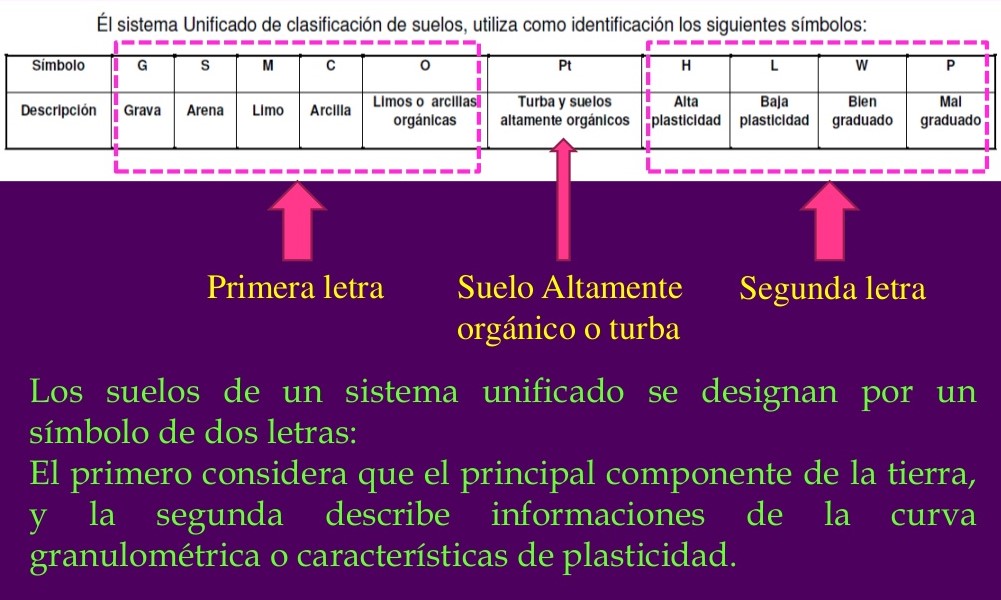 Él sistema Unificado de clasificación de suelos, utiliza como identificación los siguientes símbolos:
Símbolo G S M C O Pt H L W P
Descripción Grava Arena Limo Arcilla Limos o arcillas orgánicas Turba y suelos altamente orgánicos Alta plasticidad Baja plasticidad Bien graduado Mal graduado
Primera letra
Suelo Altamente
orgánico o turba
Segunda letra
Los suelos de un sistema unificado se designan por un
símbolo de dos letras:
El primero considera que el principal componente de la tierra,
y la segunda describe informaciones de la curva
granulométrica o características de plasticidad.